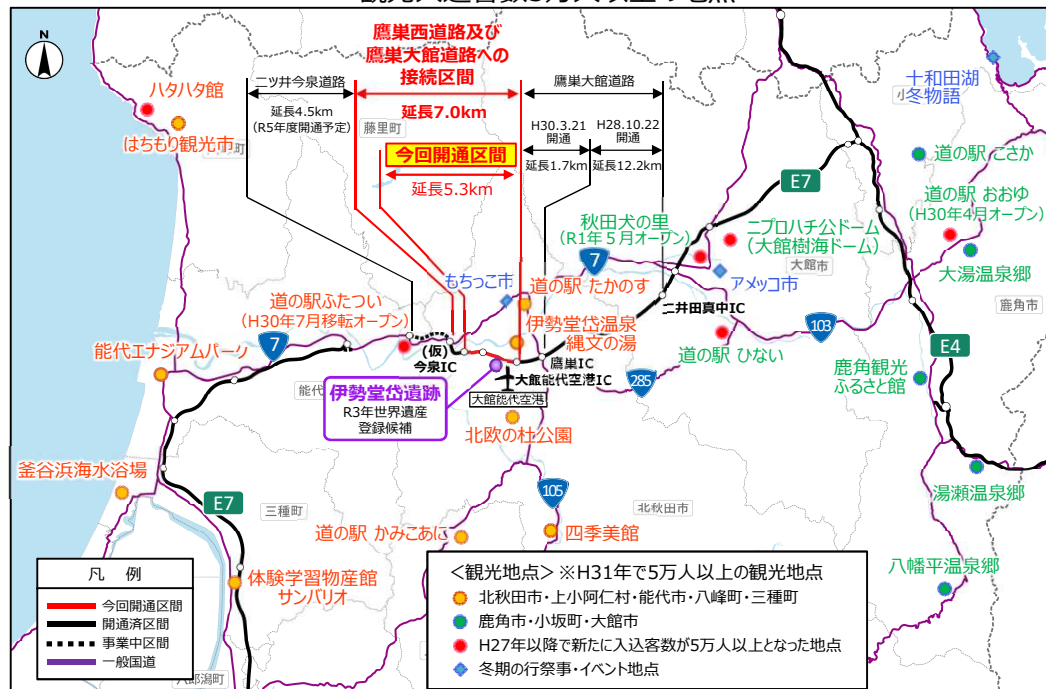 N
鷹巣西道路及び
鷹巣大館道路への
接続区間
二ツ井今泉道路
延長4.5km
(R5年度開通予定)
延長7.0km
鷹巣大館道路
藤里町
今回開通区間
延長5.3km
H30.3.21
開通
延長1.7km
H28.10.22
開通
延長12.2km
ハタハタ館
はちもり観光市
十和田湖
冬物語
道の駅 こさか
道の駅 おおゆ
(H30年4月オープン)
E7
秋田犬の里
(R1年5月オープン)
ニプロハチ公ドーム
(大館樹海ドーム)
大館市
大湯温泉郷
鹿角市
7
もちっこ市
道の駅 たかのす
アメッコ市
二井田真中IC
道の駅ふたつい
(H30年7月移転オープン)
伊勢堂岱温泉
縄文の湯
103
E4
能代エナジアムパーク
7
(仮)
今泉IC
鷹巣IC
大館能代空港IC
大館能代空港
道の駅 ひない
285
鹿角観光
ふるさと館
伊勢堂岱遺跡
R3年世界遺産
登録候補
北欧の杜公園
釜谷浜海水浴場
湯瀬温泉郷
E7
三種町
105
北秋田市
道の駅 かみこあに
四季美館
八幡平温泉郷
体験学習物産館
サンバリオ
凡 例
今回開通区間
開通済区間
事業中区間
一般国道
<観光地点> ※H31年で5万人以上の観光地点
北秋田市・上小阿仁村・能代市・八峰町・三種町
鹿角市・小坂町・大館市
H27年以降で新たに入込客数が5万人以上となった地点
冬期の行祭事・イベント地点